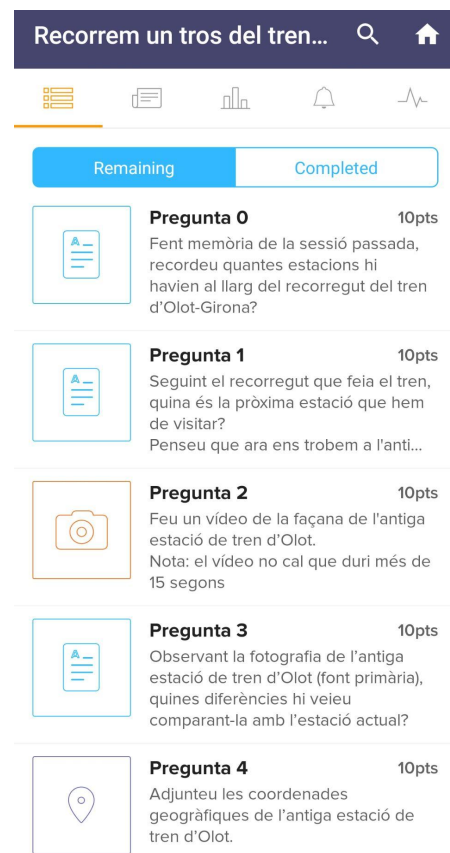 Recorrem un tros del tren...
Remaining
Completed
Pregunta 0 10pts
Fent memòria de la sessió passada,
recordeu quantes estacions hi
havien al llarg del recorregut del tren
d'Olot-Girona?
Pregunta 1 10pts
Seguint el recorregut que feia el tren,
quina és la pròxima estació que hem
de visitar?
Penseu que ara ens trobem a l'anti...
Pregunta 2 10pts
Feu un vídeo de la façana de l'antiga
estació de tren d'Olot.
Nota: el vídeo no cal que duri més de
15 segons
Pregunta 3 10pts
Observant la fotografia de l'antiga
estació de tren d'Olot (font primària),
quines diferències hi veieu
comparant-la amb l'estació actual?
Pregunta 4 10pts
Adjunteu les coordenades
geogràfiques de l'antiga estació de
tren d'Olot.